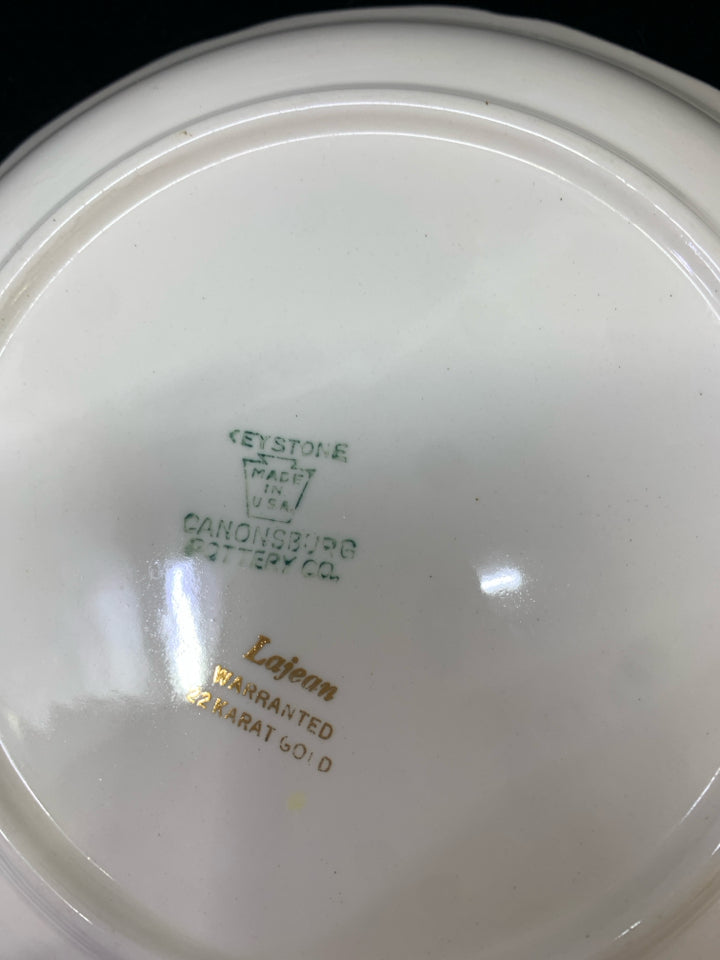 KEYSTONE
MADE
IN
U.S.A.
CANONSBURG
POTTERY CO.
Lajean
WARRANTED
22 KARAT GOLD